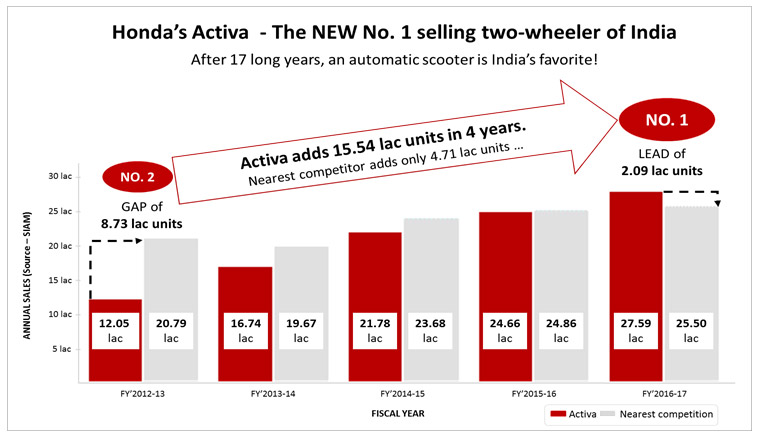 Honda's Activa - The NEW No. 1 selling two-wheeler of India
After 17 long years, an automatic scooter is India's favorite!
NO. 1
Activa adds 15.54 lac units in 4 years.
Nearest competitor adds only 4.71 lac units ...
LEAD of
2.09 lac units
NO. 2
GAP of
8.73 lac units
ANNUAL SALES (Source – SIAM)
30 lac
25 lac
20 lac
15 lac
10 lac
5 lac
12.05
lac
20.79
lac
16.74
lac
19.67
lac
21.78
lac
23.68
lac
24.66
lac
24.86
lac
27.59
lac
25.50
lac
FY'2012-13
FY'2013-14
FY'2014-15
FY'2015-16
FY'2016-17
FISCAL YEAR
Activa
Nearest competition